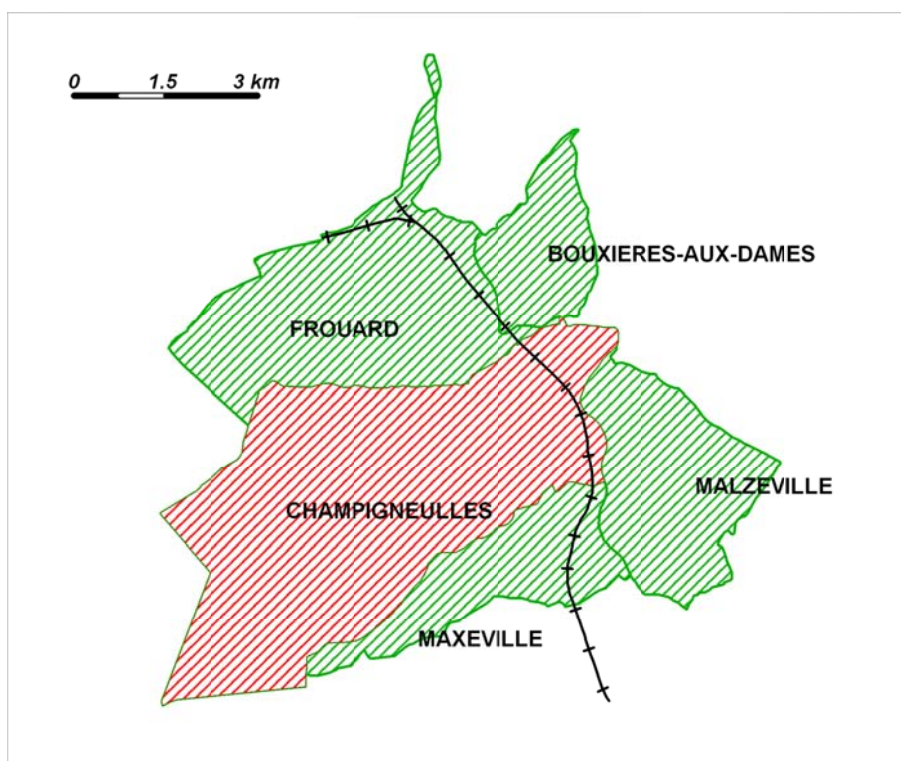 0 1.5 3 km
BOUXIERES-AUX-DAMES
FROUARD
MALZEVILLE
CHAMPIGNEULLES
MAXEVILLE